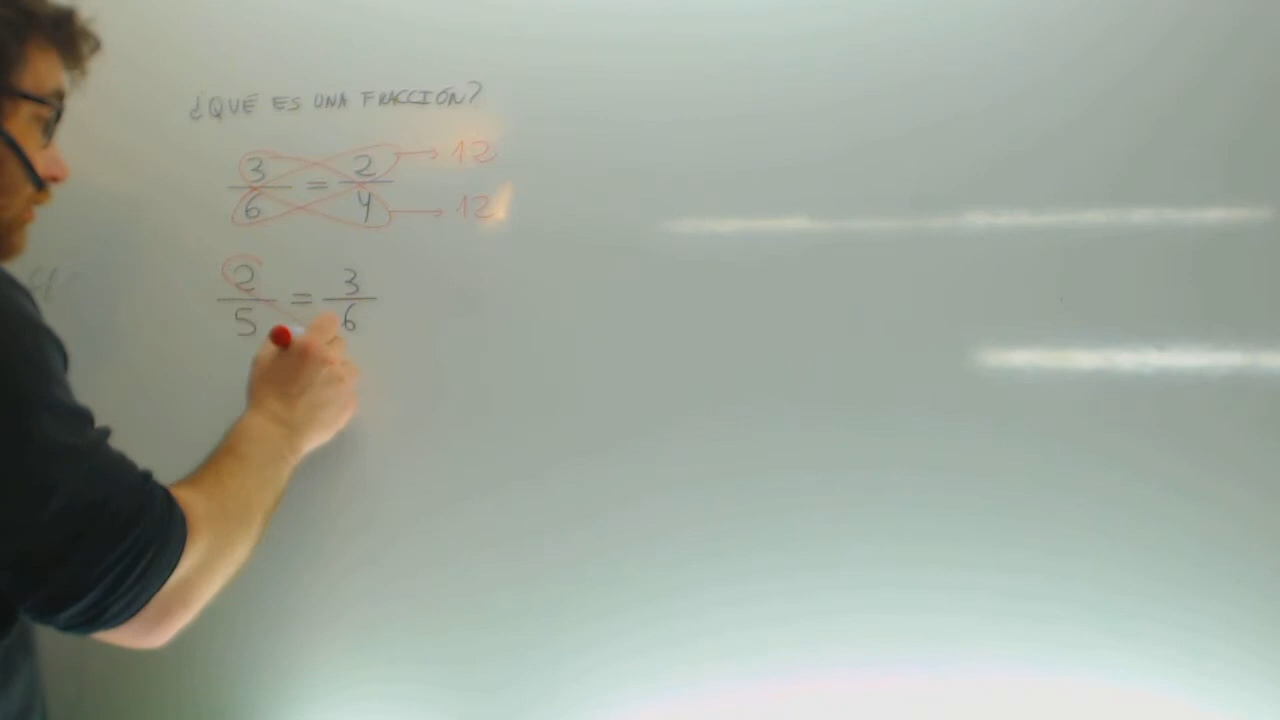 ¿QUÉ ES UNA FRACCIÓN?
3/6 = 2/4 → 12 → 12
2/5 = 3/6